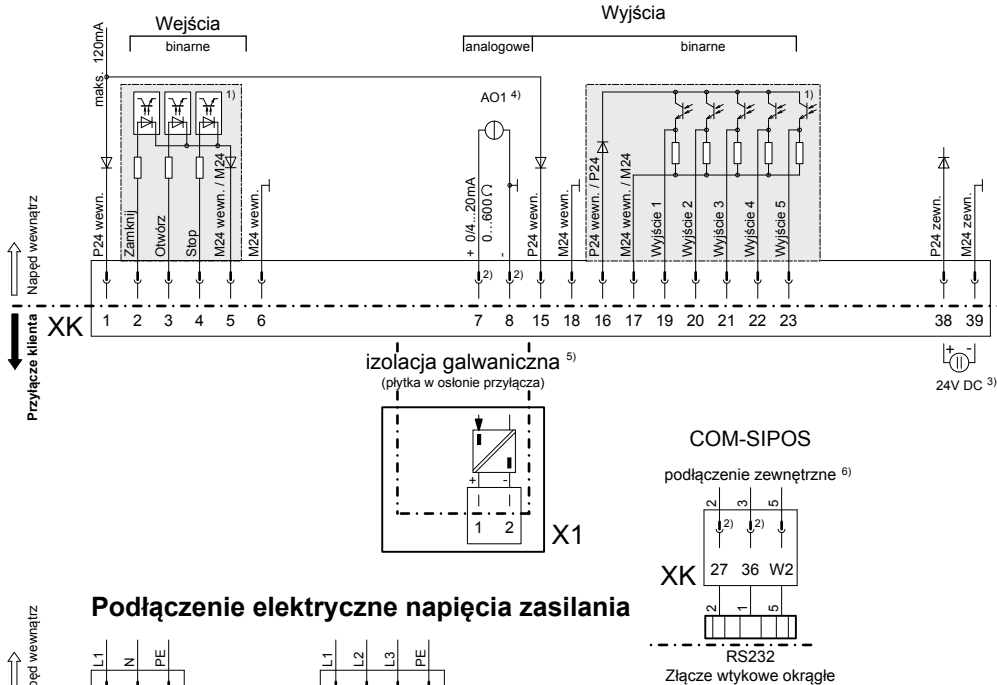 Wejścia
Wyjścia
binarne
analogowe
binarne
maks. 120mA
1)
AO1 4)
1)
P24 wewn.
Zamknij
Otwórz
Stop
M24 wewn. / M24
M24 wewn.
+ 0/4...20mA
0...600 Ω
-
P24 wewn.
M24 wewn.
P24 wewn. / P24
M24 wewn. / M24
Wyjście 1
Wyjście 2
Wyjście 3
Wyjście 4
Wyjście 5
P24 zewn.
M24 zewn.
Napęd wewnątrz
2)
2)
XK
1 2 3 4 5 6 7 8 15 18 16 17 19 20 21 22 23 38 39
Przyłącze klienta
+ -
24V DC 3)
izolacja galwaniczna 5)
(płytka w osłonie przyłącza)
+ -
1 2
X1
COM-SIPOS
podłączenie zewnętrzne 6)
2 3 5
2) 2)
XK
27 36 W2
2 1 5
RS232
Złącze wtykowe okrągłe
Podłączenie elektryczne napięcia zasilania
L1 N PE
L1 L2 L3 PE